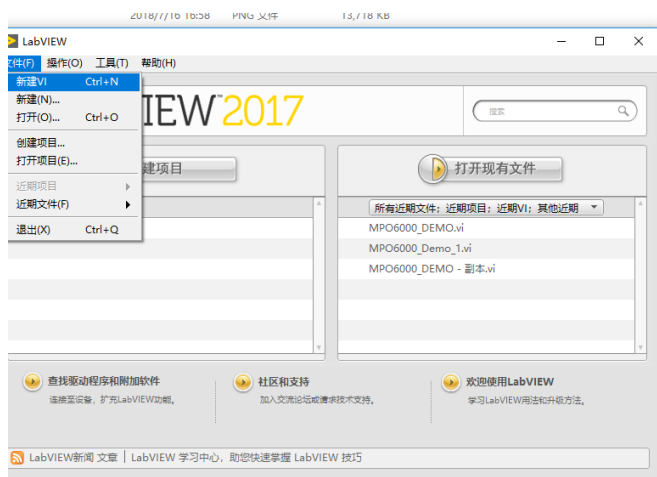 2018/7/16 16:58 PNG 文件 13,718 KB
LabVIEW
文件(F) 操作(O) 工具(T) 帮助(H)
新建VI Ctrl+N
新建(N)...
打开(O)... Ctrl+O
创建项目...
打开项目(E)...
近期项目
近期文件(F)
退出(X) Ctrl+Q
IEW 2017
搜索
建项目
打开现有文件
所有近期文件；近期项目；近期VI；其他近期
MPO6000_DEMO.vi
MPO6000_Demo_1.vi
MPO6000_DEMO - 副本.vi
查找驱动程序和附加软件
连接至设备，扩充LabVIEW功能。
社区和支持
加入交流论坛或请求技术支持。
欢迎使用LabVIEW
学习LabVIEW用法和升级方法。
LabVIEW新闻 文章 | LabVIEW 学习中心，助您快速掌握 LabVIEW 技巧